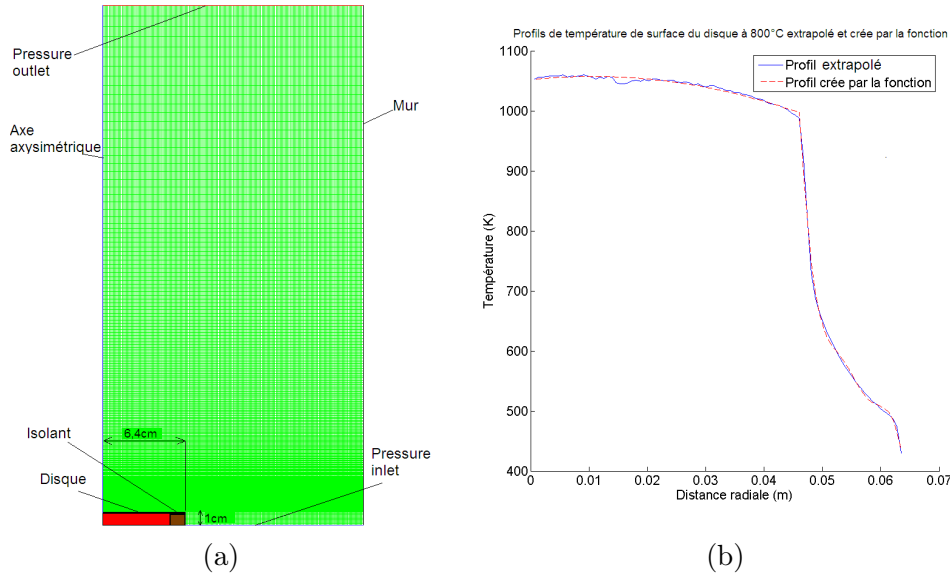 Pressure
outlet
Mur
Axe
axysimétrique
6,4cm
Isolant
Pressure
inlet
Disque
1cm
(a)
Profils de température de surface du disque à 800°C extrapolé et crée par la fonction
Profil extrapolé
Profil crée par la fonction
1100
1000
900
800
700
600
500
400
Température (K)
0 0.01 0.02 0.03 0.04 0.05 0.06 0.07
Distance radiale (m)
(b)